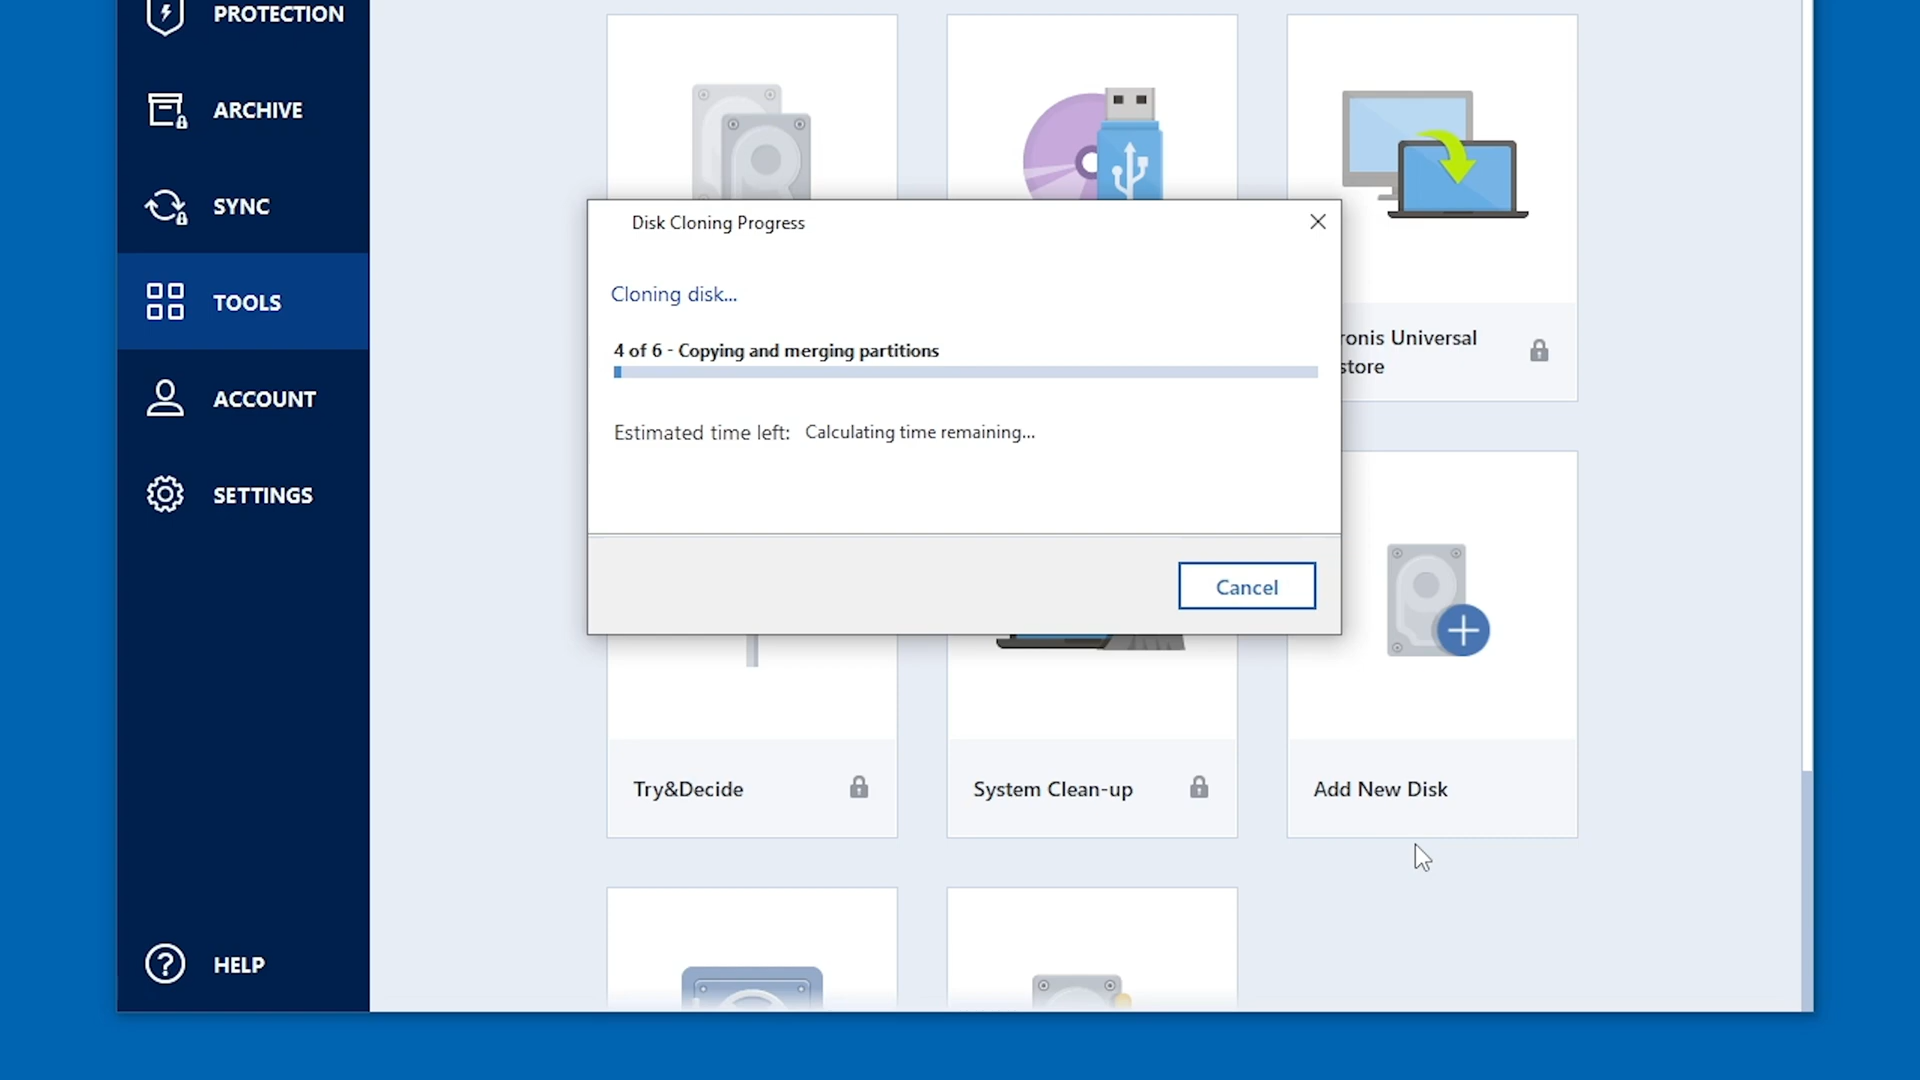 PROTECTION
ARCHIVE
SYNC
TOOLS
ACCOUNT
SETTINGS
HELP
Disk Cloning Progress
Cloning disk...
4 of 6 - Copying and merging partitions
Estimated time left: Calculating time remaining...
Cancel
ronis Universal
store
Try&Decide
System Clean-up
Add New Disk